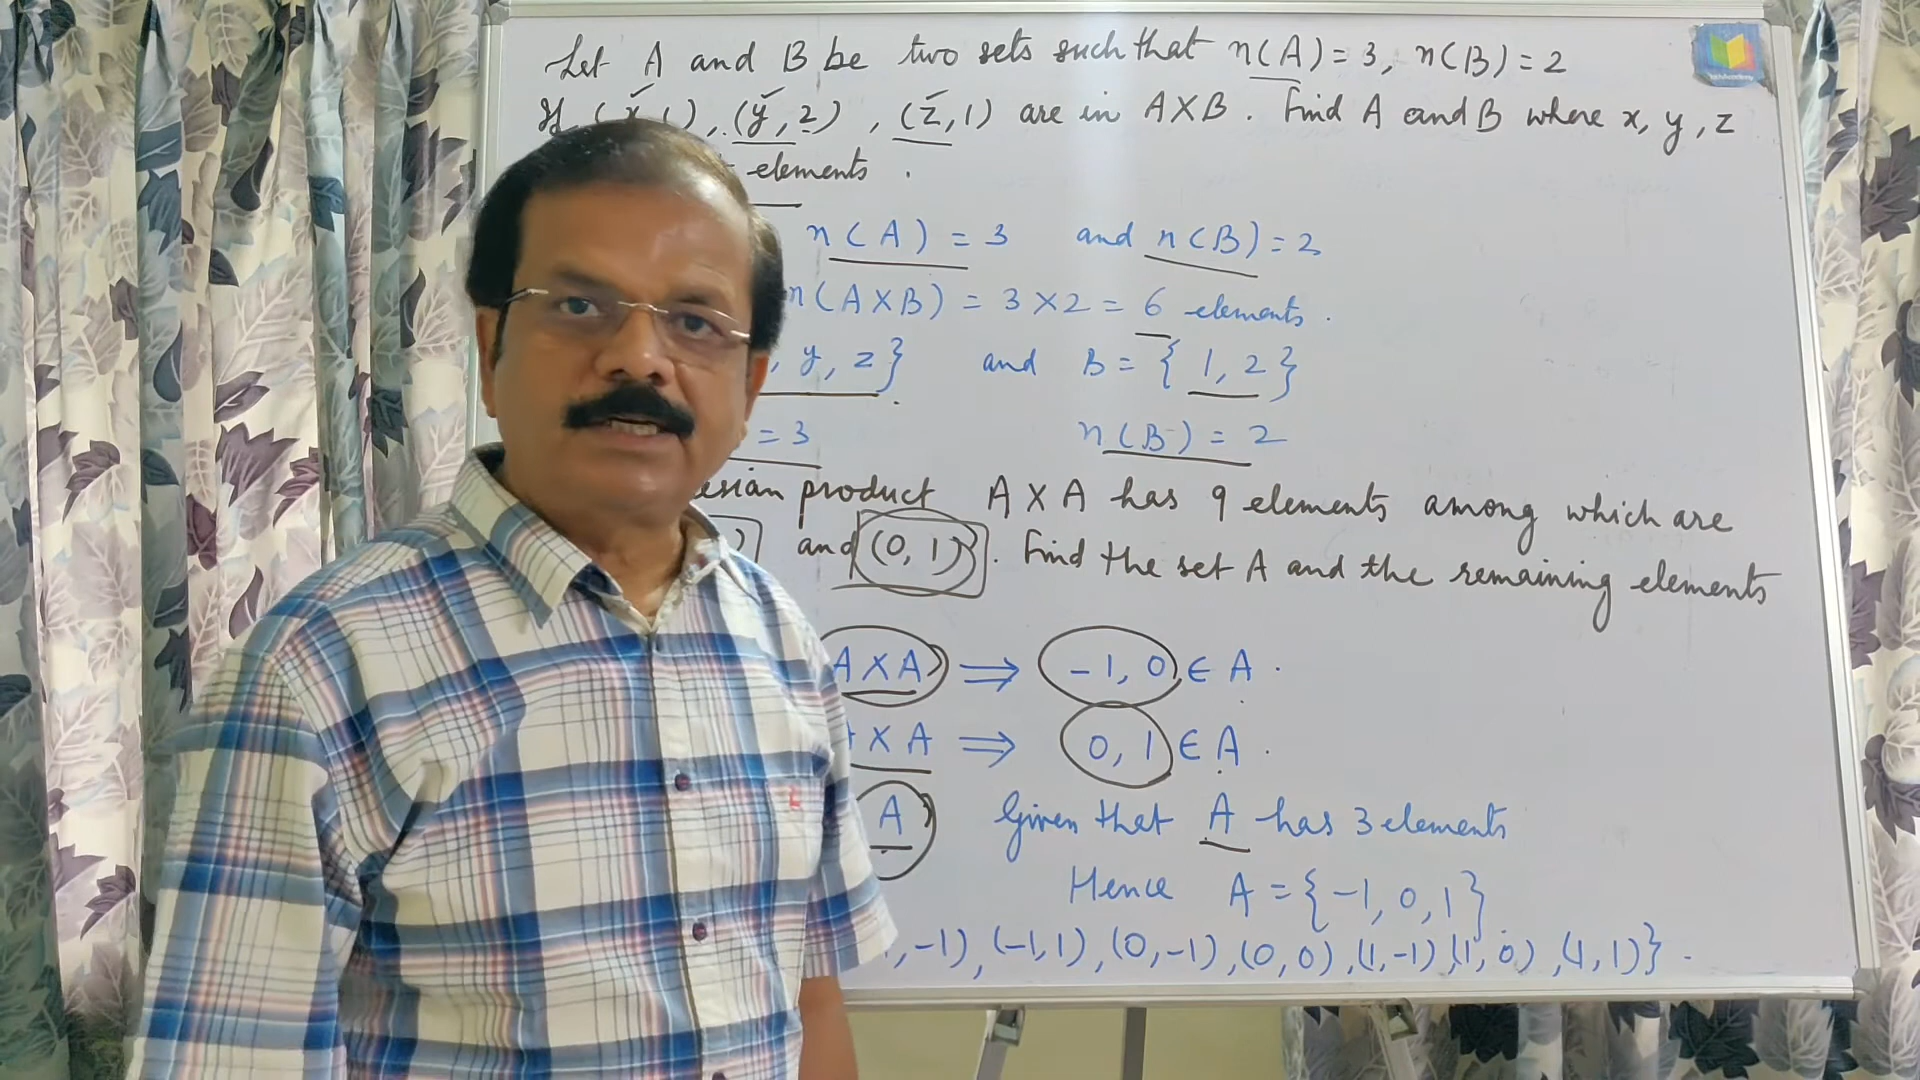 Let A and B be two sets such that n(A) = 3, n(B) = 2
If (x, 1), (y, 2), (z, 1) are in A X B. Find A and B where x, y, z
elements.
n(A) = 3 and n(B) = 2
n(A X B) = 3 X 2 = 6 elements.
, y, z} and B = {1, 2}
= 3 n(B) = 2
product A X A has 9 elements among which are
) and (0, 1). Find the set A and the remaining elements
A X A ⇒ -1, 0 ∈ A.
X A ⇒ 0, 1 ∈ A.
A Given that A has 3 elements
Hence A = {-1, 0, 1}
, -1), (-1, 1), (0, -1), (0, 0), (1, -1), (1, 0), (1, 1)}.